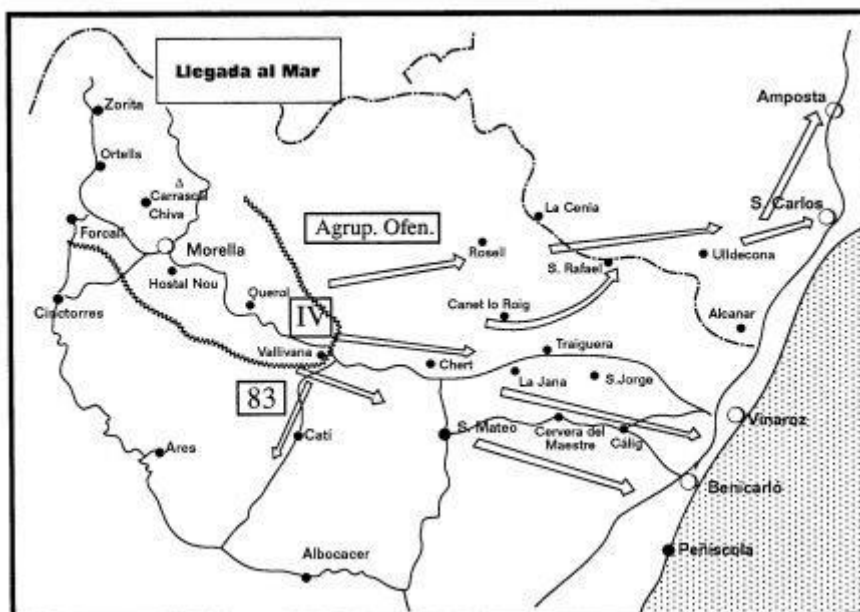 Llegada al Mar
Zorita
Amposta
Ortells
La Cenia
Carrascal
Chiva
S. Carlos
Forcall
Agrup. Ofen.
Morella
Rosell
Ulldecona
Hostal Nou
S. Rafael
Cinctorres
Querol
Canet lo Roig
IV
Alcanar
Vallivana
Traiguera
Chert
83
La Jana
S.Jorge
Vinaroz
Catí
S. Mateo
Cervera del
Maestre
Cálig
Ares
Benicarló
Albocacer
Peñíscola